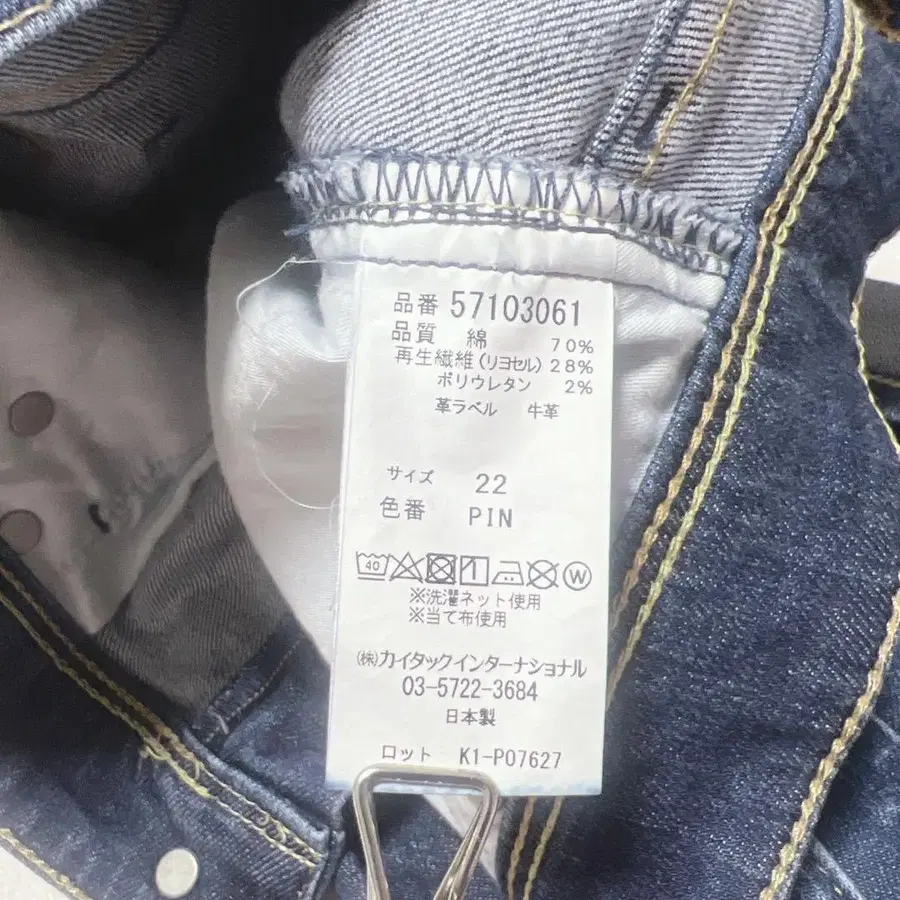 品番 57103061
品質 綿 70%
再生繊維(リヨセル) 28%
ポリウレタン 2%
革ラベル 牛革
サイズ 22
色番 PIN
40 1 W
※洗濯ネット使用
※当て布使用
㈱カイタックインターナショナル
03-5722-3684
日本製
ロット K1-P07627